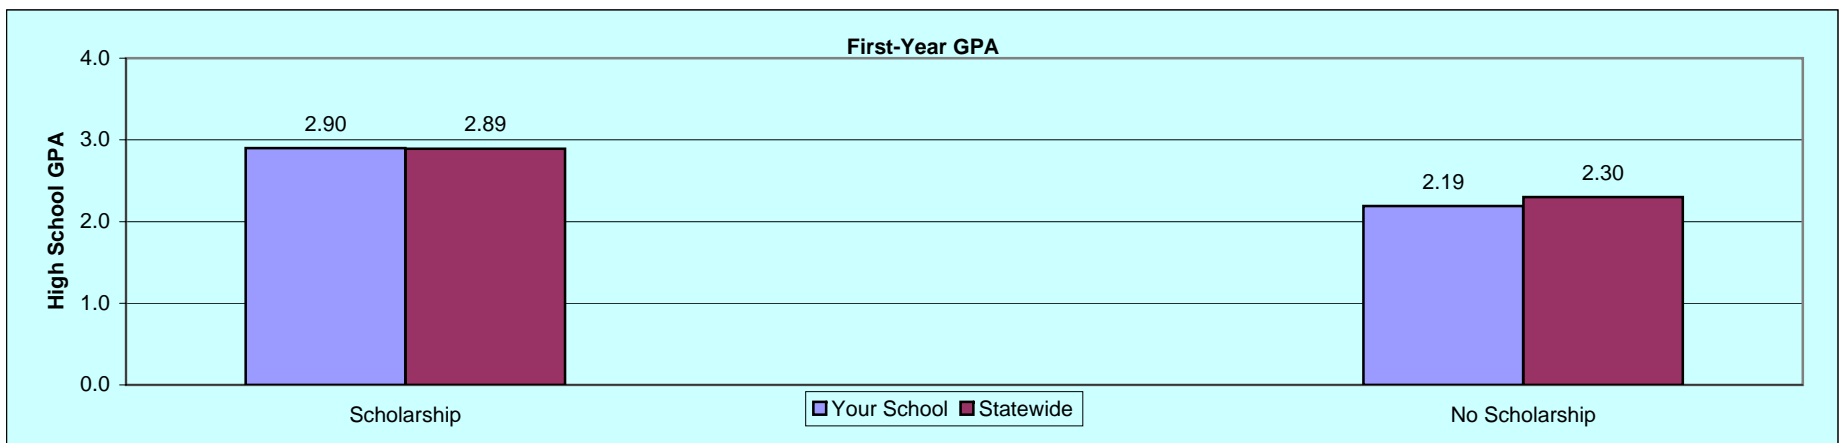 First-Year GPA
High School GPA
4.0
3.0
2.0
1.0
0.0
2.90
2.89
2.19
2.30
Scholarship
No Scholarship
Your School
Statewide